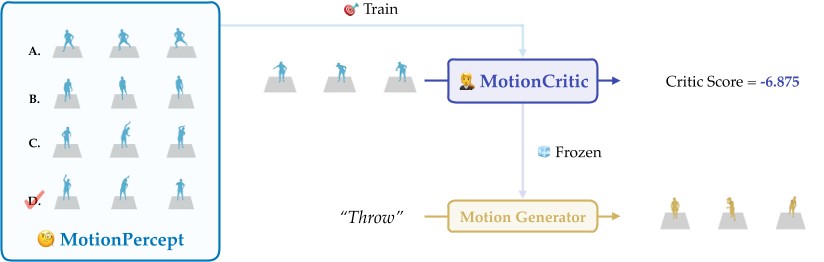 Train
A.
B.
C.
D.
MotionPercept
MotionCritic
Critic Score = -6.875
Frozen
“Throw”
Motion Generator